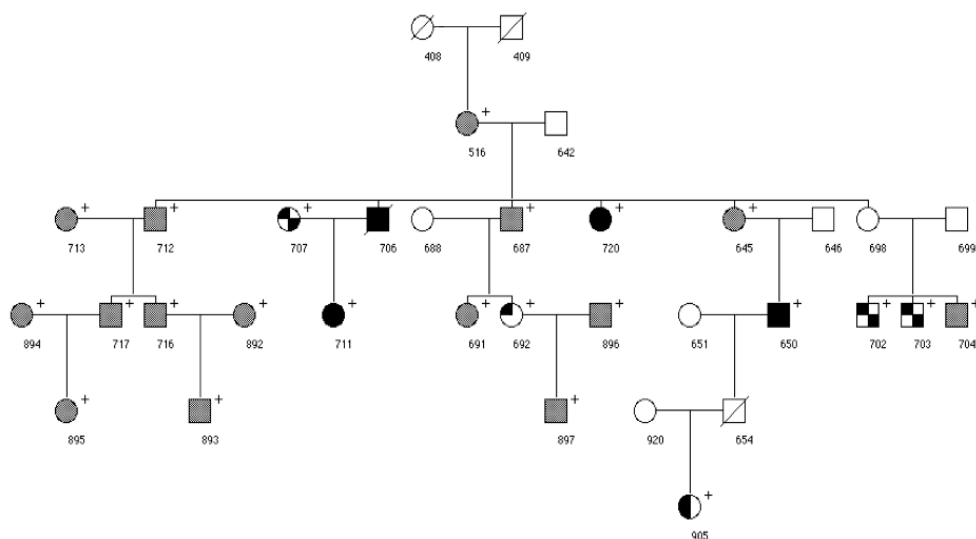 408 409
+
516 642
+ + + + + + +
713 712 707 706 688 687 720 645 646 698 699
+ + + + + + + + + + + +
894 717 716 892 711 691 692 896 651 650 702 703 704
+ + + +
895 893 897 920 654
+
905